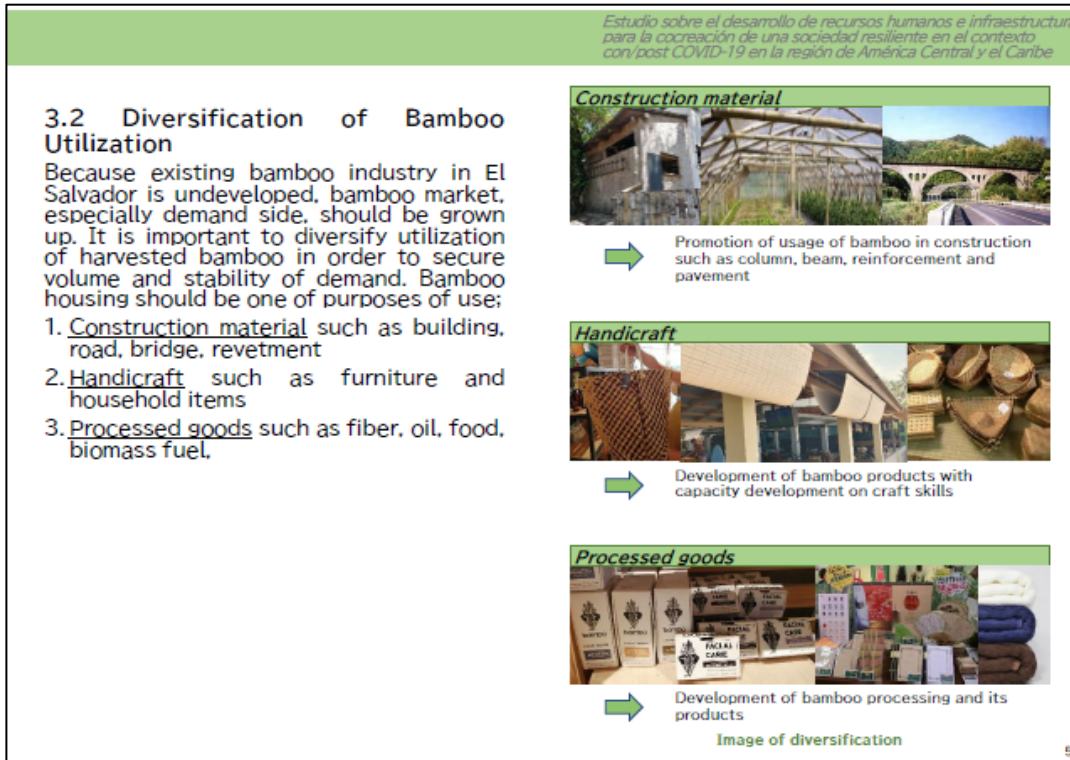 Estudio sobre el desarrollo de recursos humanos e infraestructur
para la cocreación de una sociedad resiliente en el contexto
con/post COVID-19 en la región de América Central y el Caribe
3.2 Diversification of Bamboo
Utilization
Because existing bamboo industry in El
Salvador is undeveloped, bamboo market,
especially demand side, should be grown
up. It is important to diversify utilization
of harvested bamboo in order to secure
volume and stability of demand. Bamboo
housing should be one of purposes of use;
1. Construction material such as building,
road, bridge, revetment
2. Handicraft such as furniture and
household items
3. Processed goods such as fiber, oil, food,
biomass fuel,
Construction material
Promotion of usage of bamboo in construction
such as column, beam, reinforcement and
pavement
Handicraft
Development of bamboo products with
capacity development on craft skills
Processed goods
FACIAL
CARE
FACIAL
CARE
Development of bamboo processing and its
products
Image of diversification
5